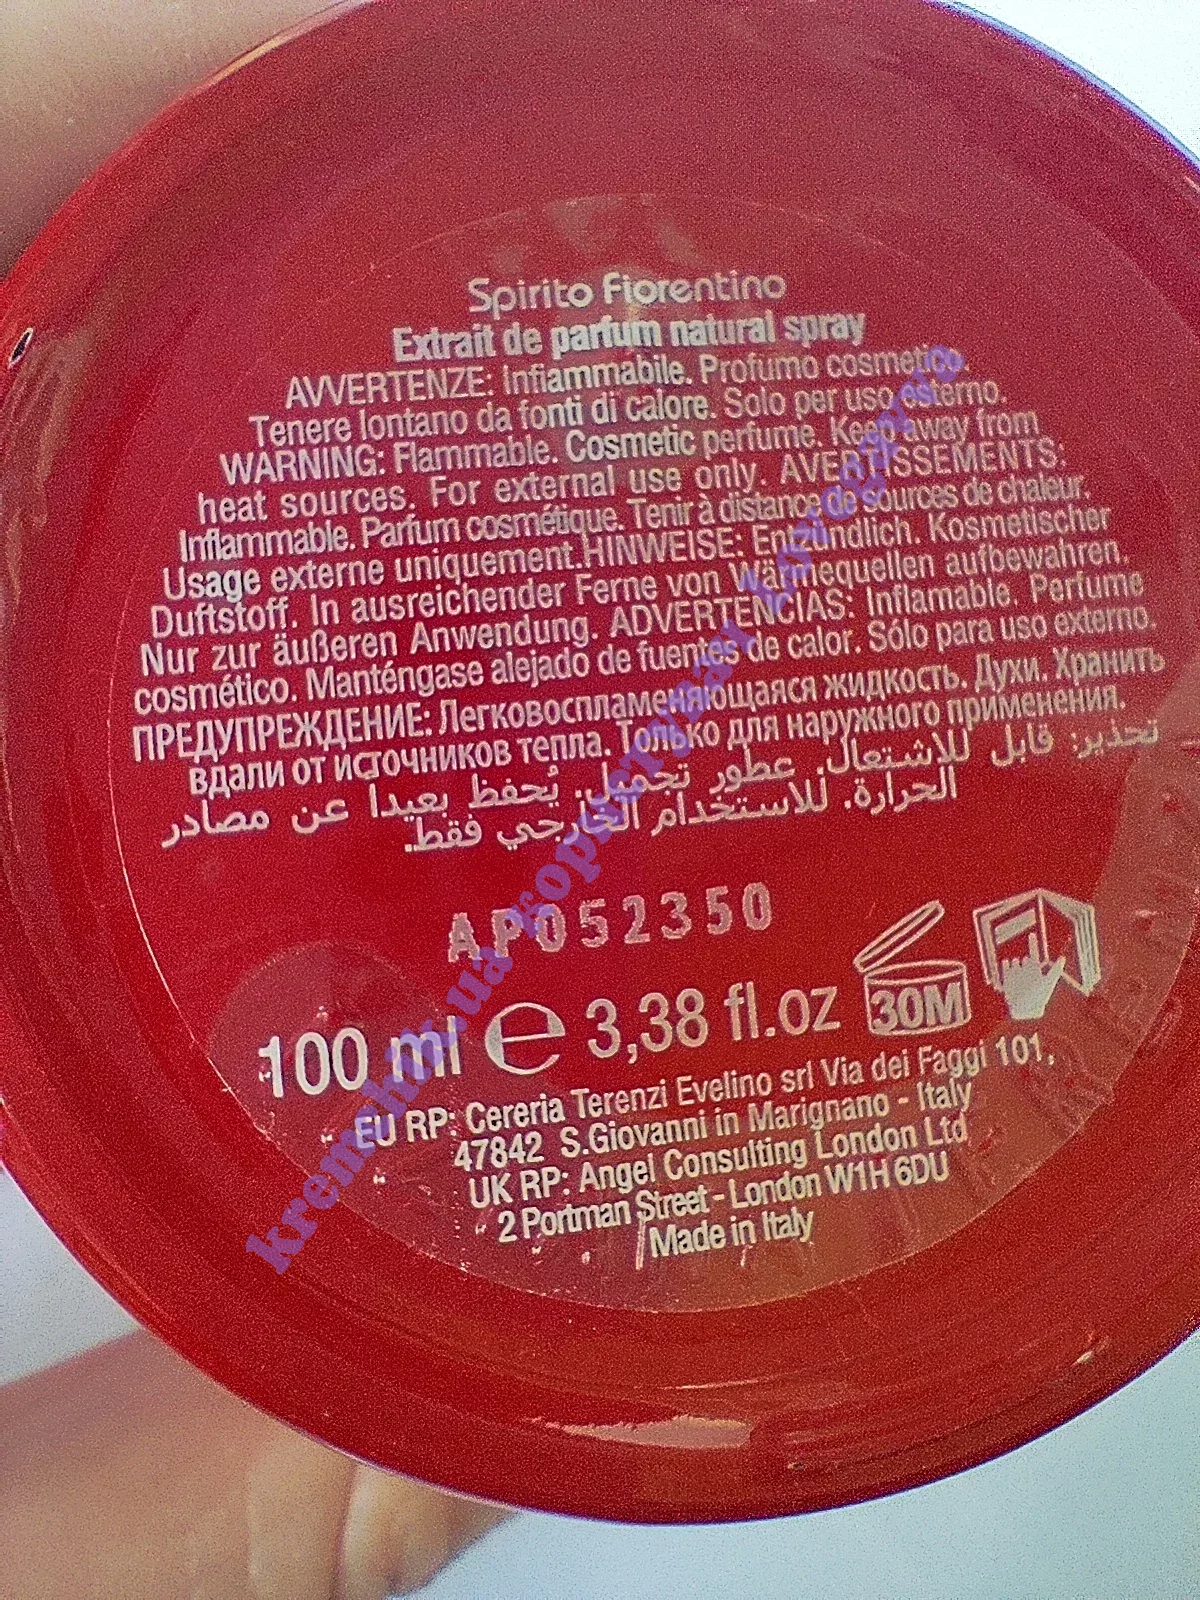 Spirito Fiorentino
Extrait de parfum natural spray
AVVERTENZE: Infiammabile. Profumo cosmetico.
Tenere lontano da fonti di calore. Solo per uso esterno.
WARNING: Flammable. Cosmetic perfume. Keep away from
heat sources. For external use only. AVERTISSEMENTS:
Inflammable. Parfum cosmétique. Tenir à distance de sources de chaleur.
Usage externe uniquement.HINWEISE: Entzündlich. Kosmetischer
Duftstoff. In ausreichender Ferne von Wärmequellen aufbewahren.
Nur zur äußeren Anwendung. ADVERTENCIAS: Inflamable. Perfume
cosmético. Manténgase alejado de fuentes de calor. Sólo para uso externo.
ПРЕДУПРЕЖДЕНИЕ: Легковоспламеняющаяся жидкость. Духи. Хранить
вдали от источников тепла. Только для наружного применения.
تحذير: قابل للاشتعال. عطور تجميل. يُحفظ بعيداً عن مصادر
الحرارة. للاستخدام الخارجي فقط.
AP052350
100 ml e 3,38 fl.oz 30M
EU RP: Cereria Terenzi Evelino srl Via dei Faggi 101,
47842 S.Giovanni in Marignano - Italy
UK RP: Angel Consulting London Ltd
2 Portman Street - London W1H 6DU
Made in Italy
kremchik.ua